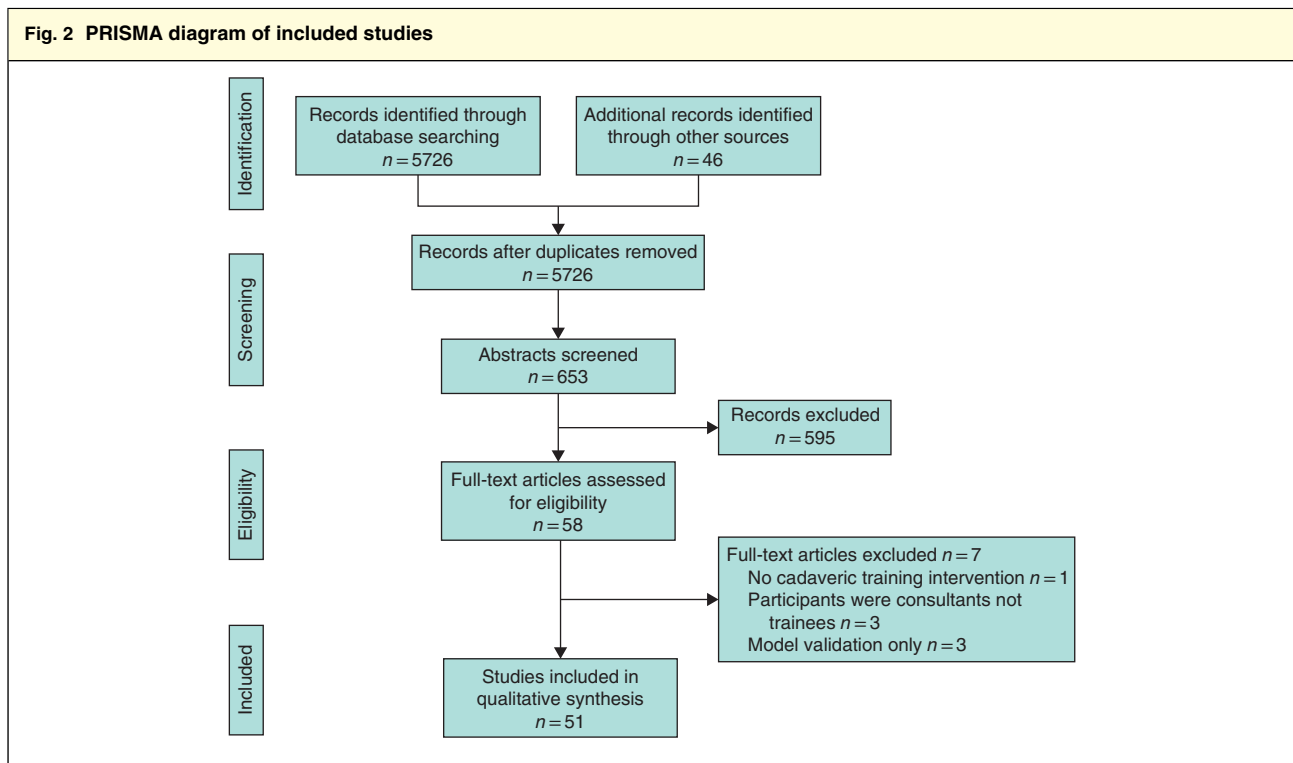 Fig. 2 PRISMA diagram of included studies
Identification
Records identified through
database searching
n = 5726
Additional records identified
through other sources
n = 46
Screening
Records after duplicates removed
n = 5726
Abstracts screened
n = 653
Records excluded
n = 595
Eligibility
Full-text articles assessed
for eligibility
n = 58
Full-text articles excluded n = 7
No cadaveric training intervention n = 1
Participants were consultants not
trainees n = 3
Model validation only n = 3
Included
Studies included in
qualitative synthesis
n = 51